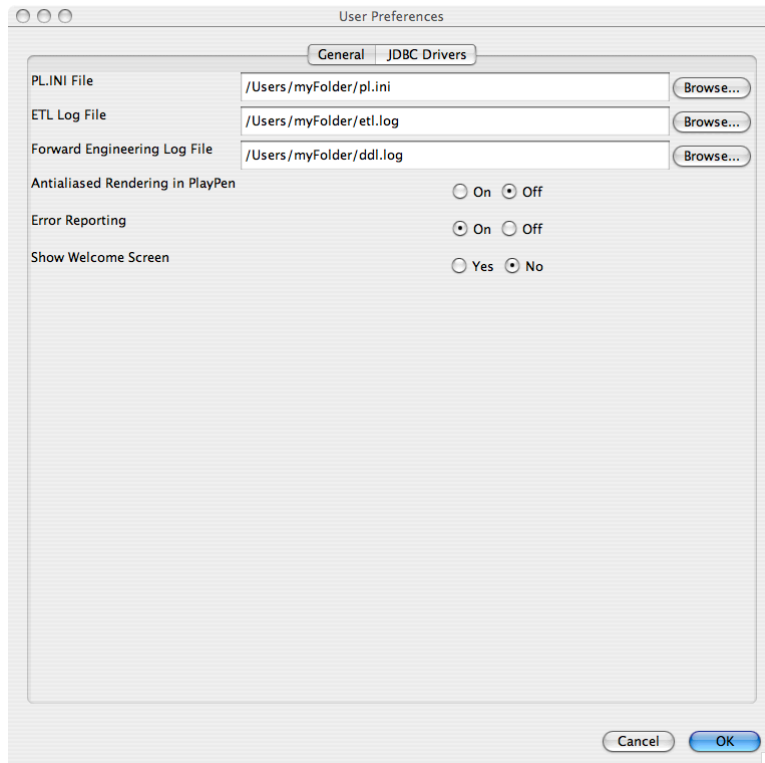 User Preferences
General JDBC Drivers
PL.INI File /Users/myFolder/pl.ini Browse...
ETL Log File /Users/myFolder/etl.log Browse...
Forward Engineering Log File /Users/myFolder/ddl.log Browse...
Antialiased Rendering in PlayPen On Off
Error Reporting On Off
Show Welcome Screen Yes No
Cancel OK